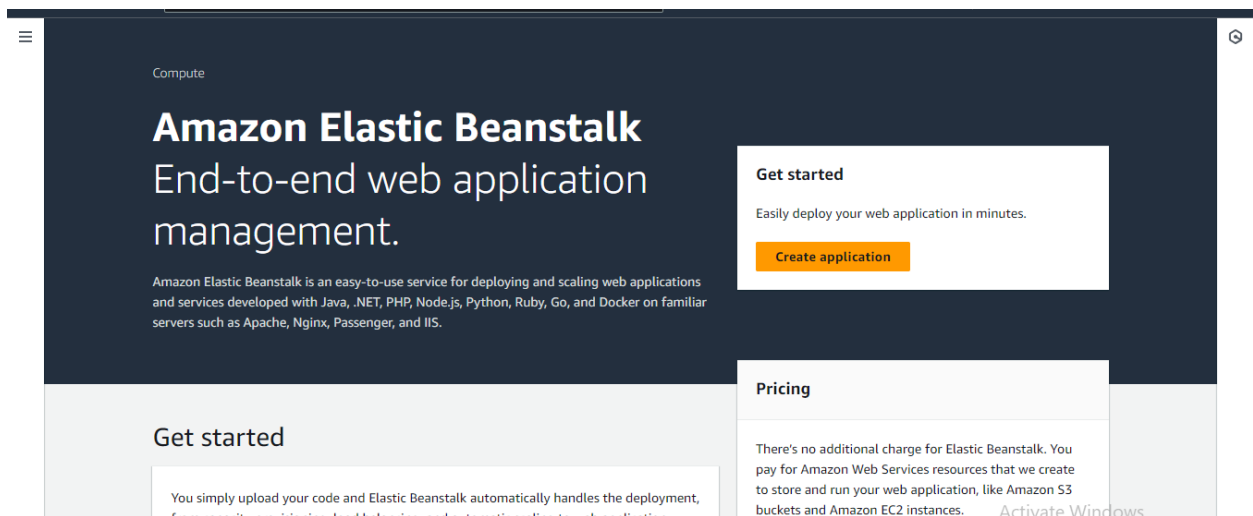 Compute
Amazon Elastic Beanstalk
End-to-end web application
management.
Amazon Elastic Beanstalk is an easy-to-use service for deploying and scaling web applications
and services developed with Java, .NET, PHP, Node.js, Python, Ruby, Go, and Docker on familiar
servers such as Apache, Nginx, Passenger, and IIS.
Get started
Easily deploy your web application in minutes.
Create application
Get started
You simply upload your code and Elastic Beanstalk automatically handles the deployment,
Pricing
There's no additional charge for Elastic Beanstalk. You
pay for Amazon Web Services resources that we create
to store and run your web application, like Amazon S3
buckets and Amazon EC2 instances.
Activate Windows